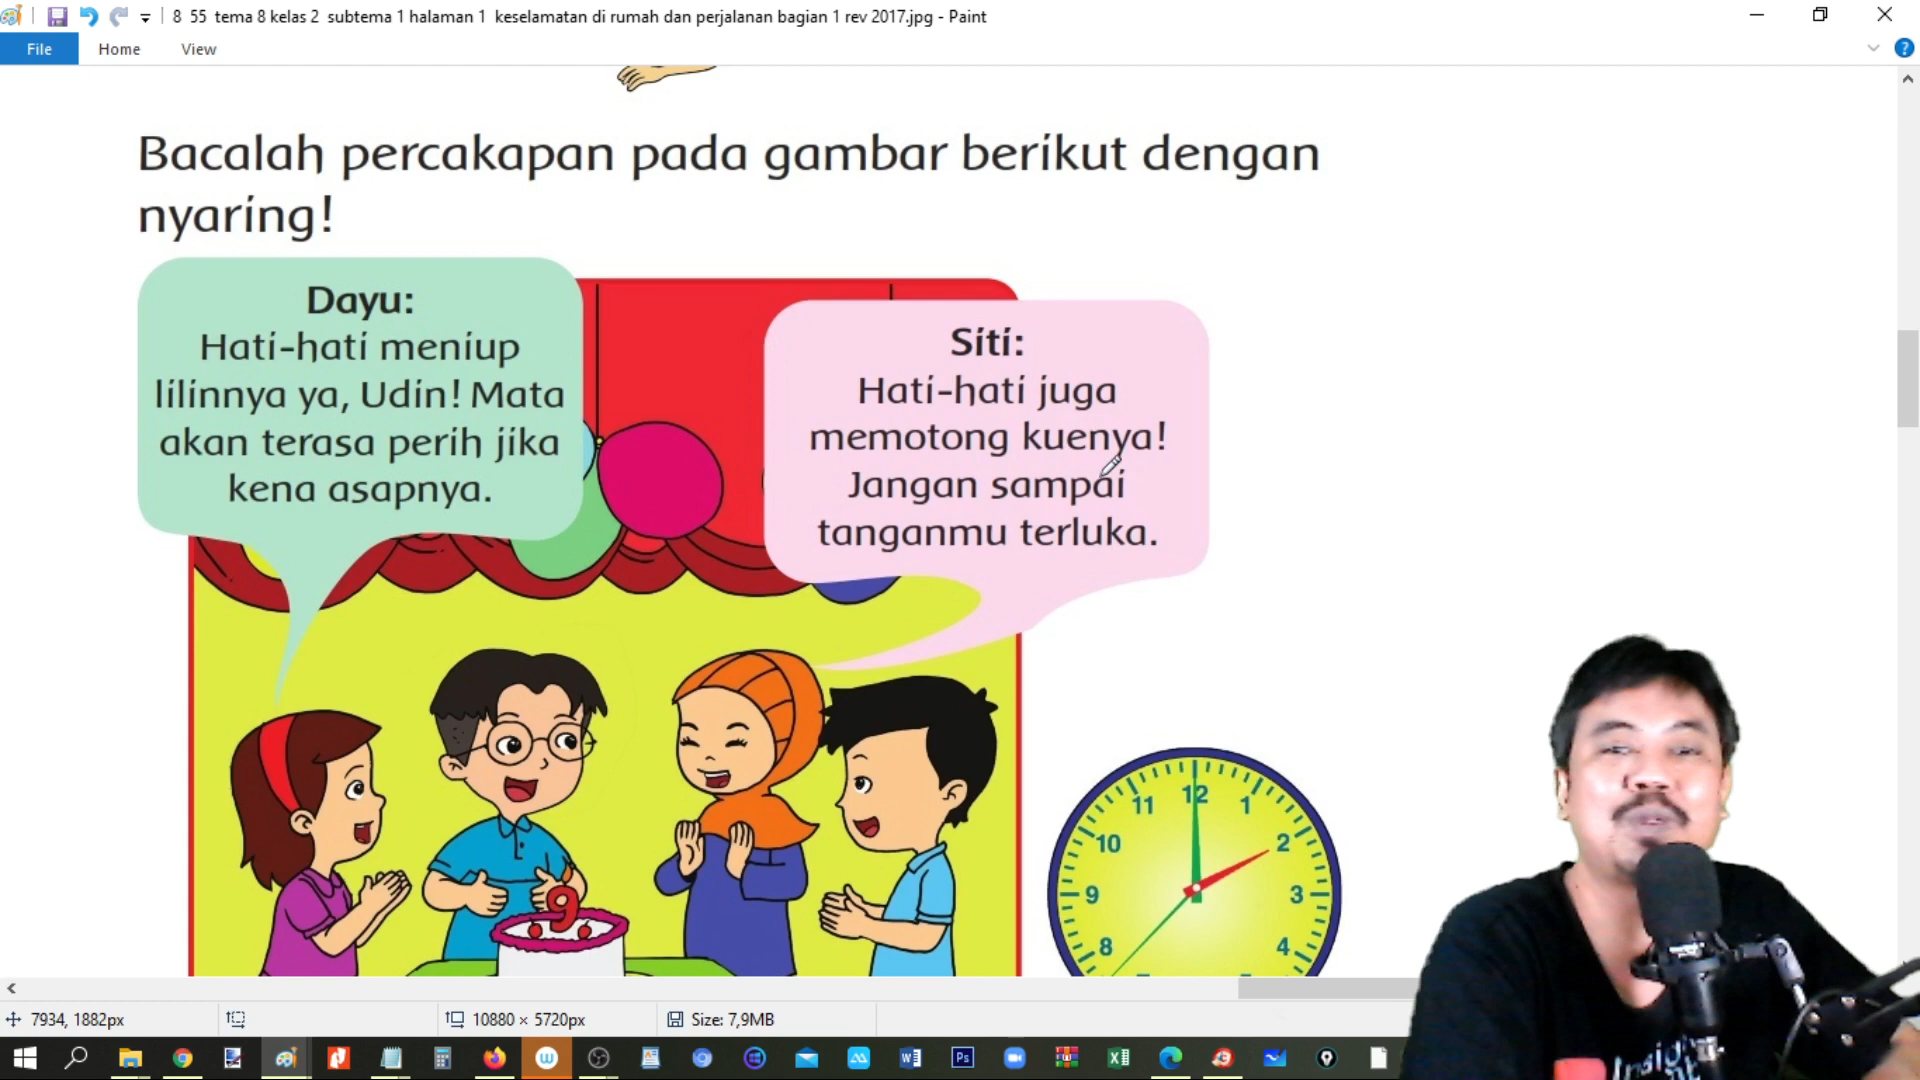 8 55 tema 8 kelas 2 subtema 1 halaman 1 keselamatan di rumah dan perjalanan bagian 1 rev 2017.jpg - Paint
File Home View
Bacalah percakapan pada gambar berikut dengan
nyaring!
Dayu:
Hati-hati meniup
lilinnya ya, Udin! Mata
akan terasa perih jika
kena asapnya.
Siti:
Hati-hati juga
memotong kuenya!
Jangan sampai
tanganmu terluka.
9
12
11 1
10 2
9 3
8 4
7934, 1882px
10880 × 5720px
Size: 7,9MB